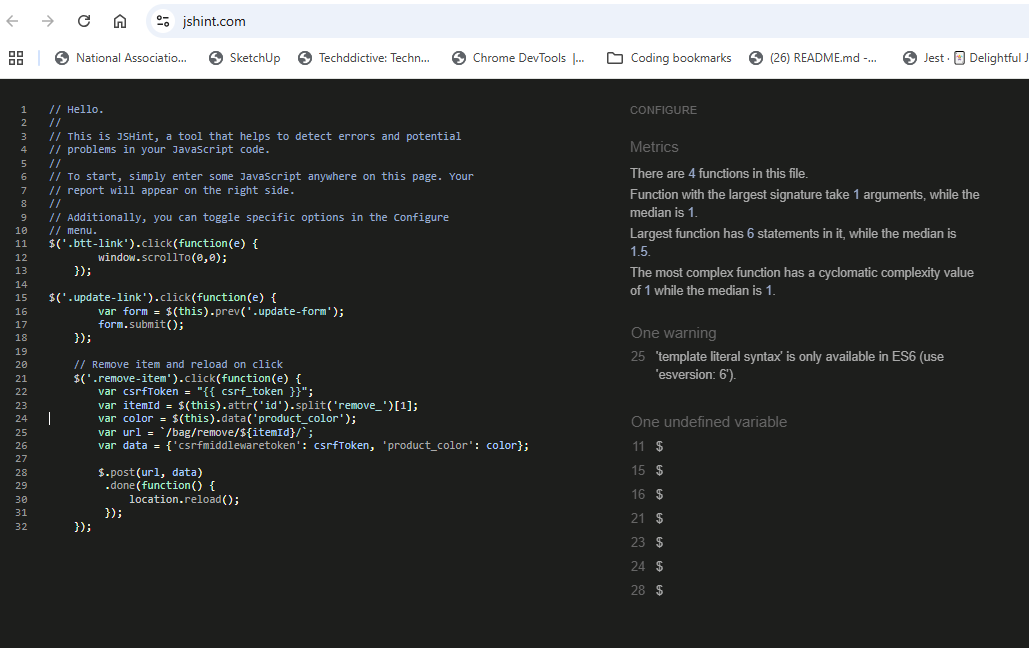 jshint.com
National Associatio...
SketchUp
Techddictive: Techn...
Chrome DevTools |...
Coding bookmarks
(26) README.md -...
Jest ·
Delightful J
1 // Hello.
2 //
3 // This is JSHint, a tool that helps to detect errors and potential
4 // problems in your JavaScript code.
5 //
6 // To start, simply enter some JavaScript anywhere on this page. Your
7 // report will appear on the right side.
8 //
9 // Additionally, you can toggle specific options in the Configure
10 // menu.
11 $('.btt-link').click(function(e) {
12         window.scrollTo(0,0);
13     });
14
15 $('.update-link').click(function(e) {
16         var form = $(this).prev('.update-form');
17         form.submit();
18     });
19
20     // Remove item and reload on click
21     $('.remove-item').click(function(e) {
22         var csrfToken = "{{ csrf_token }}";
23         var itemId = $(this).attr('id').split('remove_')[1];
24         var color = $(this).data('product_color');
25         var url = `/bag/remove/${itemId}/`;
26         var data = {'csrfmiddlewaretoken': csrfToken, 'product_color': color};
27
28         $.post(url, data)
29          .done(function() {
30              location.reload();
31          });
32     });
CONFIGURE
Metrics
There are 4 functions in this file.
Function with the largest signature take 1 arguments, while the
median is 1.
Largest function has 6 statements in it, while the median is
1.5.
The most complex function has a cyclomatic complexity value
of 1 while the median is 1.
One warning
25 'template literal syntax' is only available in ES6 (use
'esversion: 6').
One undefined variable
11 $
15 $
16 $
21 $
23 $
24 $
28 $